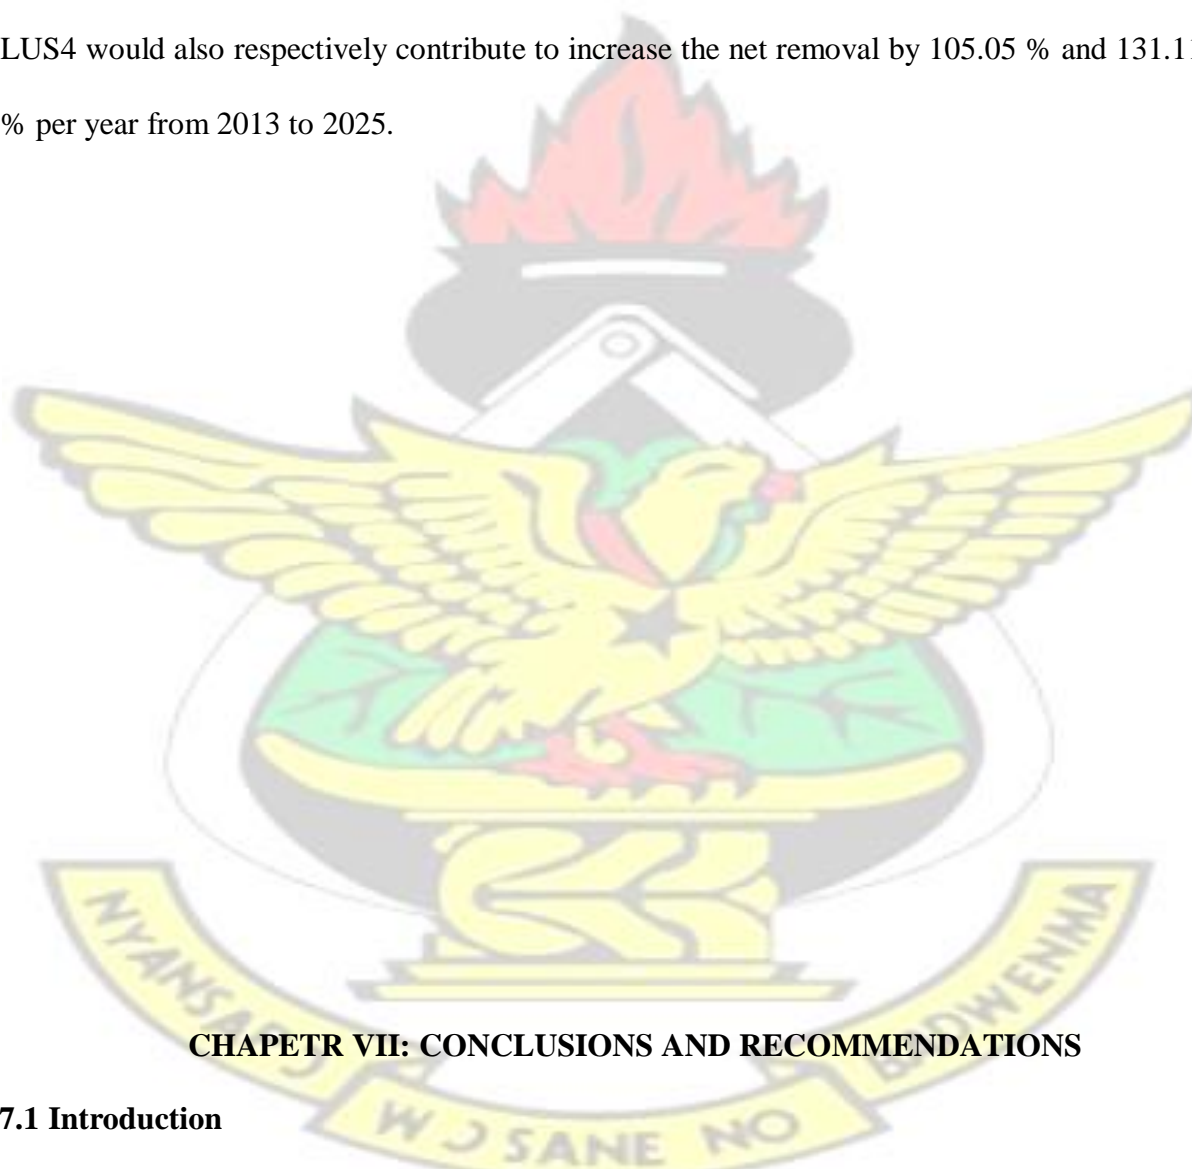 LUS4 would also respectively contribute to increase the net removal by 105.05 % and 131.11
% per year from 2013 to 2025.
NYANSAPƆ
BADWENMA
CHAPETR VII: CONCLUSIONS AND RECOMMENDATIONS
7.1 Introduction
W Ɔ SANE NO